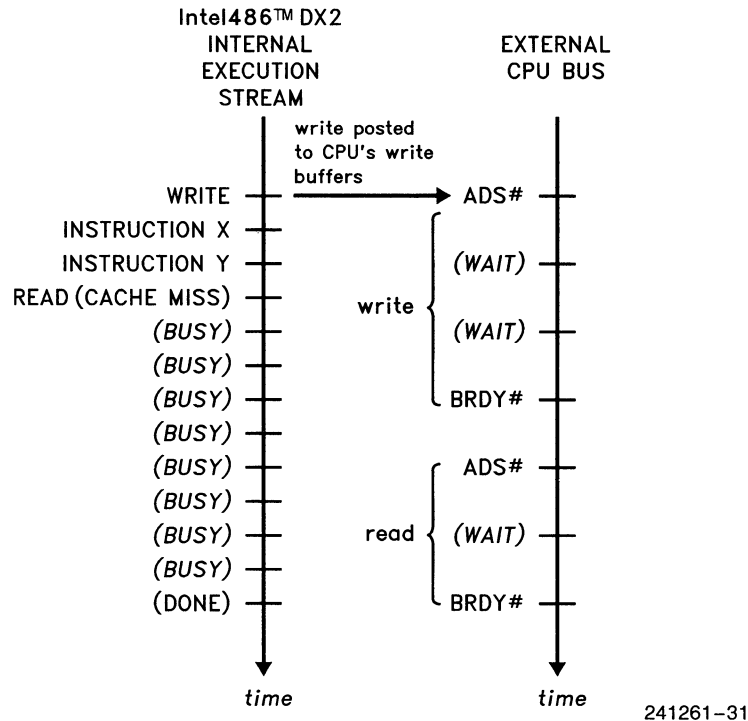 Intel486™ DX2
INTERNAL
EXECUTION
STREAM
EXTERNAL
CPU BUS
write posted
to CPU's write
buffers
WRITE
ADS#
INSTRUCTION X
INSTRUCTION Y
(WAIT)
READ (CACHE MISS)
write
(BUSY)
(WAIT)
(BUSY)
(BUSY)
BRDY#
(BUSY)
(BUSY)
ADS#
(BUSY)
(BUSY)
read
(WAIT)
(BUSY)
(DONE)
BRDY#
time
time
241261-31